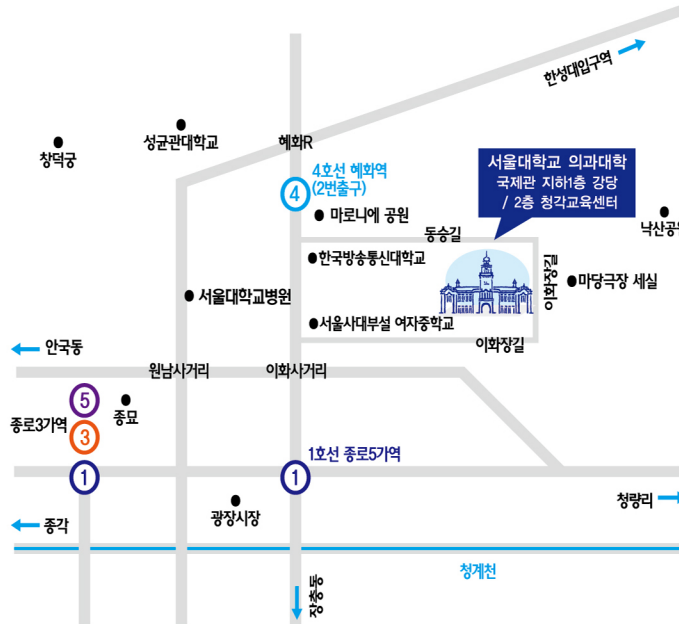 한성대입구역
창덕궁
성균관대학교
혜화R
4호선 혜화역
(2번출구)
4
마로니에 공원
서울대학교 의과대학
국제관 지하1층 강당
/ 2층 청각교육센터
낙산공원
동숭길
한국방송통신대학교
이화장길
마당극장 세실
서울대학교병원
서울사대부설 여자중학교
이화장길
안국동
원남사거리
이화사거리
5
종묘
종로3가역
3
1
1호선 종로5가역
1
광장시장
청량리
종각
청계천
장충동